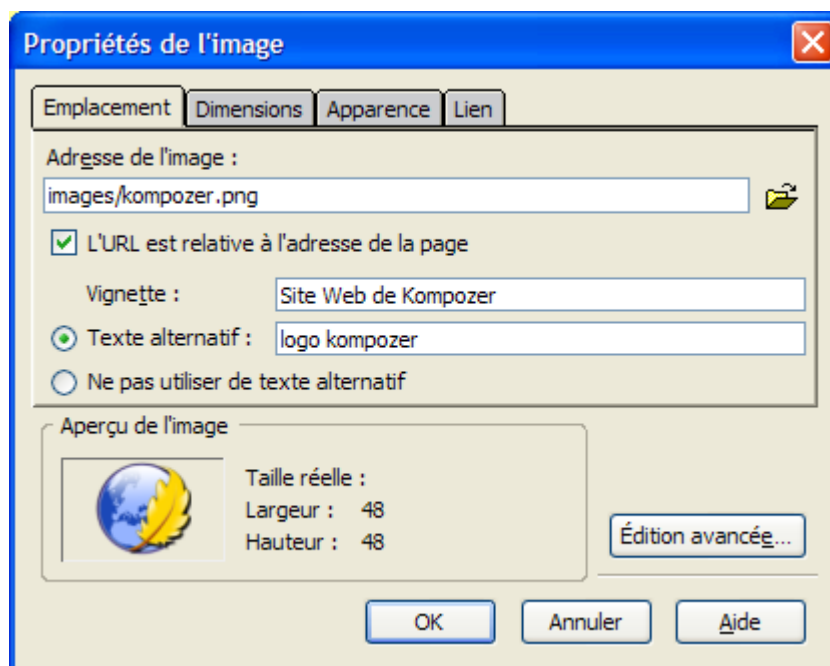 Propriétés de l'image
Emplacement Dimensions Apparence Lien
Adresse de l'image :
images/kompozer.png
L'URL est relative à l'adresse de la page
Vignette : Site Web de Kompozer
Texte alternatif : logo kompozer
Ne pas utiliser de texte alternatif
Aperçu de l'image
Taille réelle :
Largeur : 48
Hauteur : 48
Édition avancée...
OK Annuler Aide